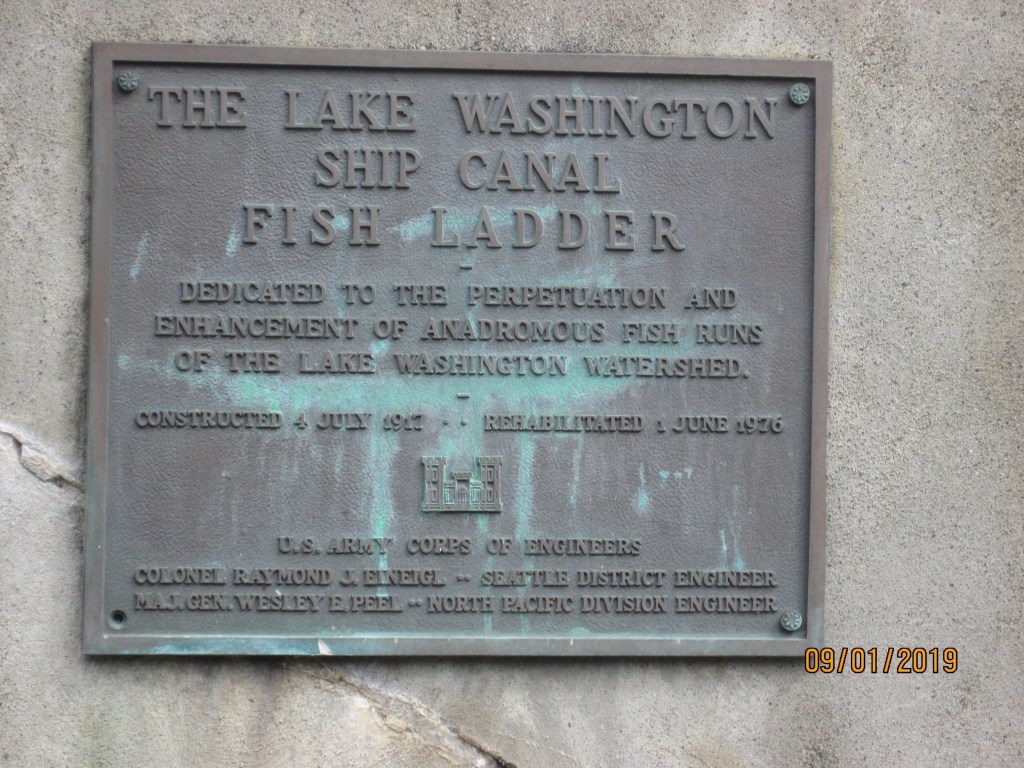 THE LAKE WASHINGTON
SHIP CANAL
FISH LADDER
DEDICATED TO THE PERPETUATION AND
ENHANCEMENT OF ANADROMOUS FISH RUNS
OF THE LAKE WASHINGTON WATERSHED.
CONSTRUCTED 4 JULY 1917 · · REHABILITATED 1 JUNE 1976
U.S. ARMY CORPS OF ENGINEERS
COLONEL RAYMOND J. EINEIGL ·· SEATTLE DISTRICT ENGINEER
MAJ. GEN. WESLEY E. PEEL ·· NORTH PACIFIC DIVISION ENGINEER
09/01/2019